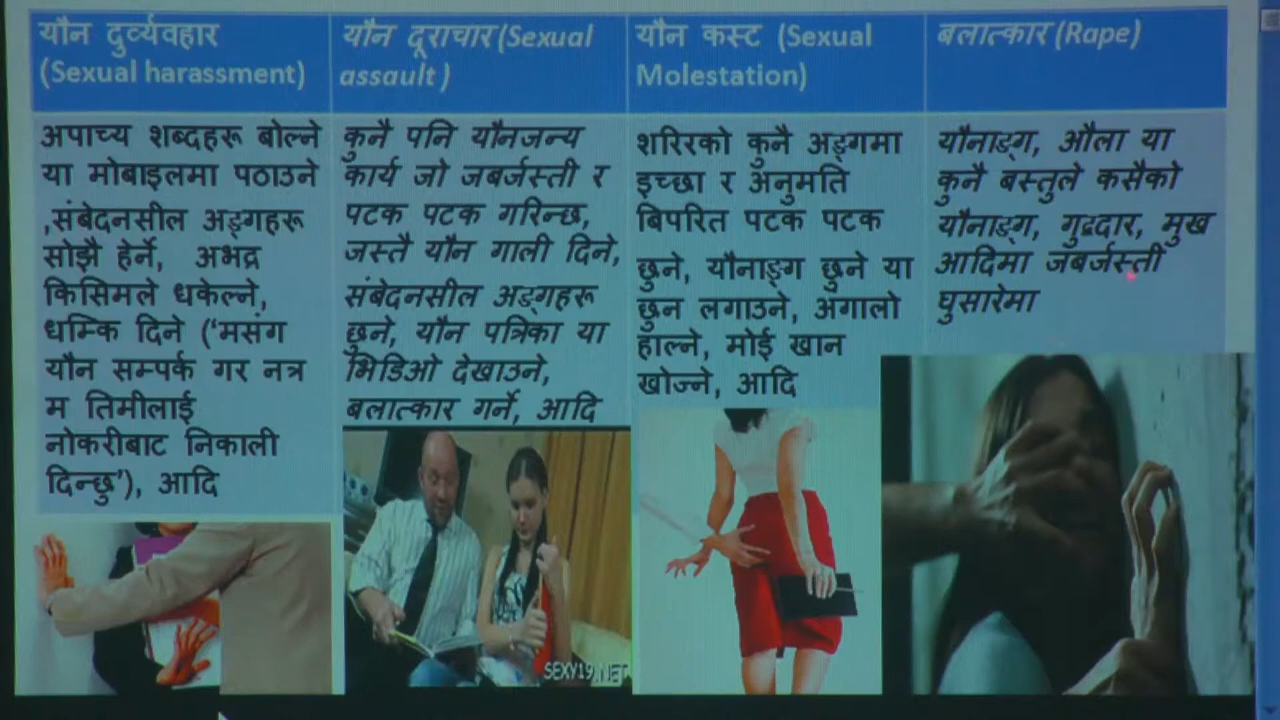 यौन दुर्व्यवहार
(Sexual harassment)
यौन दूराचार(Sexual
assault )
यौन कस्ट (Sexual
Molestation)
बलात्कार(Rape)
अपाच्य शब्दहरू बोल्ने
या मोबाइलमा पठाउने
,संबेदनसील अङ्गहरू
सोझै हेर्ने, अभद्र
किसिमले धकेल्ने,
धम्कि दिने ('मसंग
यौन सम्पर्क गर नत्र
म तिमीलाई
नोकरीबाट निकाली
दिन्छु'), आदि
कुनै पनि यौनजन्य
कार्य जो जबर्जस्ती र
पटक पटक गरिन्छ,
जस्तै यौन गाली दिने,
संबेदनसील अङ्गहरू
छुने, यौन पत्रिका या
भिडिओ देखाउने,
बलात्कार गर्ने, आदि
शरिरको कुनै अङ्गमा
इच्छा र अनुमति
बिपरित पटक पटक
छुने, यौनाङ्ग छुने या
छुन लगाउने, अंगालो
हाल्ने, मोई खान
खोज्ने, आदि
यौनाङ्ग, औला या
कुनै बस्तुले कसैको
यौनाङ्ग, गुद्वदार, मुख
आदिमा जबर्जस्ती
घुसारेमा
SEXY19.NET